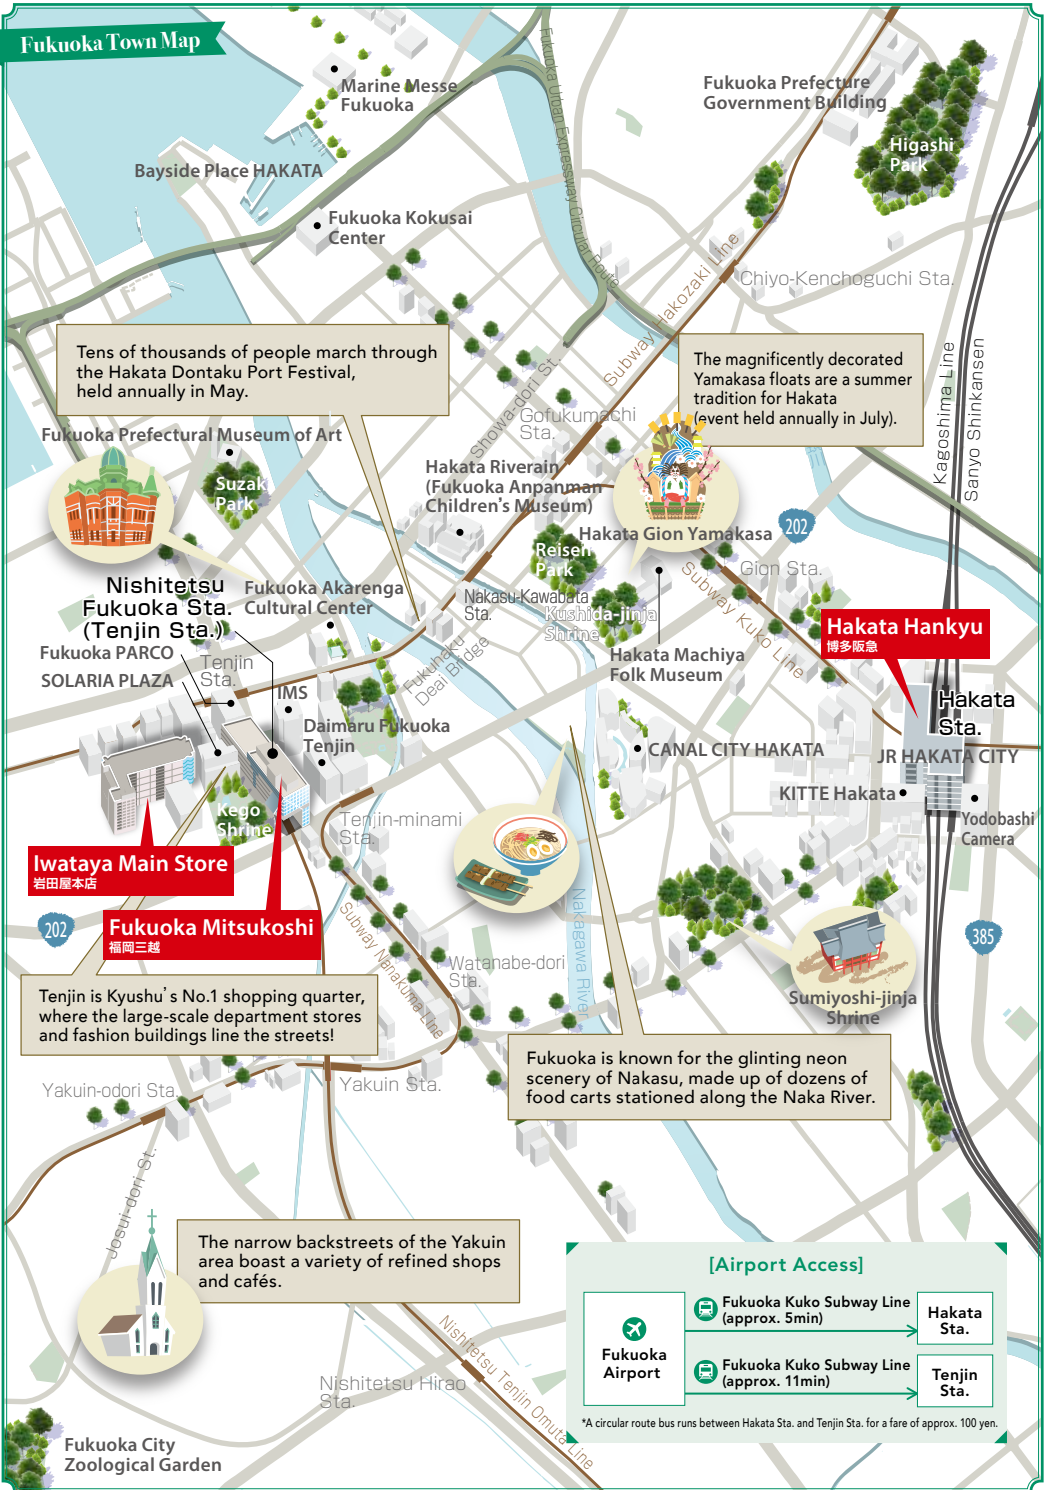 Fukuoka Town Map
Marine Messe
Fukuoka
Fukuoka Prefecture
Government Building
Higashi
Park
Bayside Place HAKATA
Fukuoka Kokusai
Center
Fukuoka Urban Expressway Circular Route
Subway Hakozaki Line
Chiyo-Kenchoguchi Sta.
Kagoshima Line
Sanyo Shinkansen
Tens of thousands of people march through
the Hakata Dontaku Port Festival,
held annually in May.
The magnificently decorated
Yamakasa floats are a summer
tradition for Hakata
(event held annually in July).
Showa-dori St.
Gofukumachi
Sta.
Fukuoka Prefectural Museum of Art
Suzaki
Park
Hakata Riverain
(Fukuoka Anpanman
Children's Museum)
Hakata Gion Yamakasa
202
Reisen
Park
Gion Sta.
Subway Kuko Line
Nishitetsu
Fukuoka Sta.
(Tenjin Sta.)
Fukuoka Akarenga
Cultural Center
Nakasu-Kawabata
Sta.
Kushida-jinja
Shrine
Hakata Machiya
Folk Museum
Hakata Hankyu
博多阪急
Fukuoka PARCO
SOLARIA PLAZA
Tenjin
Sta.
IMS
Fukuhaku
Deai Bridge
Daimaru Fukuoka
Tenjin
Hakata
Sta.
CANAL CITY HAKATA
JR HAKATA CITY
KITTE Hakata
Yodobashi
Camera
Kego
Shrine
Tenjin-minami
Sta.
Iwataya Main Store
岩田屋本店
Fukuoka Mitsukoshi
福岡三越
202
Subway Nanakuma Line
Nakagawa River
385
Watanabe-dori
Sta.
Sumiyoshi-jinja
Shrine
Tenjin is Kyushu's No.1 shopping quarter,
where the large-scale department stores
and fashion buildings line the streets!
Fukuoka is known for the glinting neon
scenery of Nakasu, made up of dozens of
food carts stationed along the Naka River.
Yakuin-odori Sta.
Yakuin Sta.
Josui-dori St.
The narrow backstreets of the Yakuin
area boast a variety of refined shops
and cafés.
Nishitetsu Tenjin Omuta Line
Nishitetsu Hirao
Sta.
Fukuoka City
Zoological Garden
[Airport Access]
Fukuoka
Airport
Fukuoka Kuko Subway Line
(approx. 5min)
Hakata
Sta.
Fukuoka Kuko Subway Line
(approx. 11min)
Tenjin
Sta.
*A circular route bus runs between Hakata Sta. and Tenjin Sta. for a fare of approx. 100 yen.